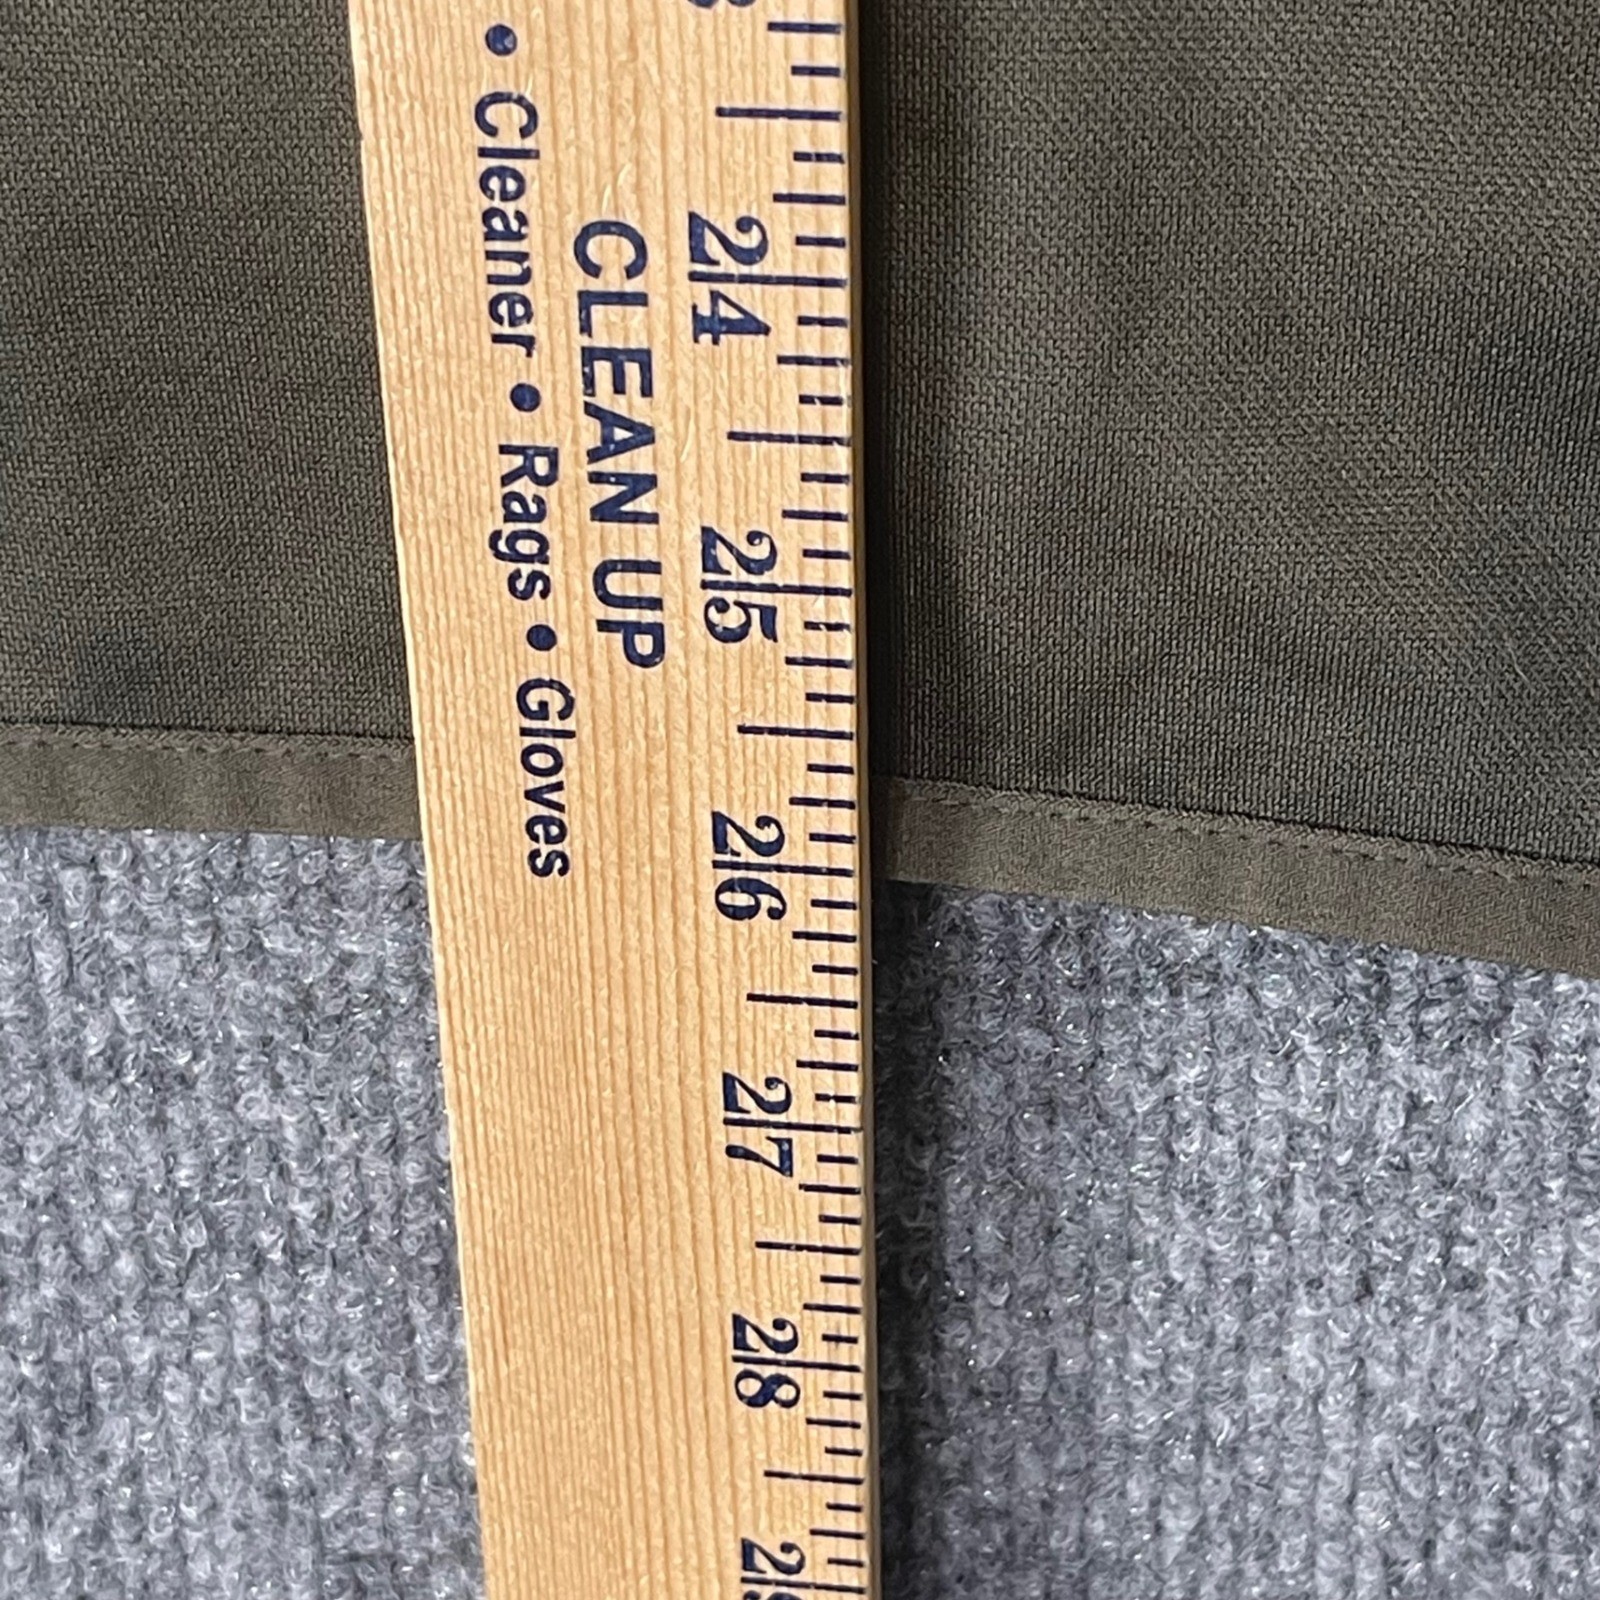 24 25 26 27 28
CLEAN UP
• Cleaner • Rags • Gloves